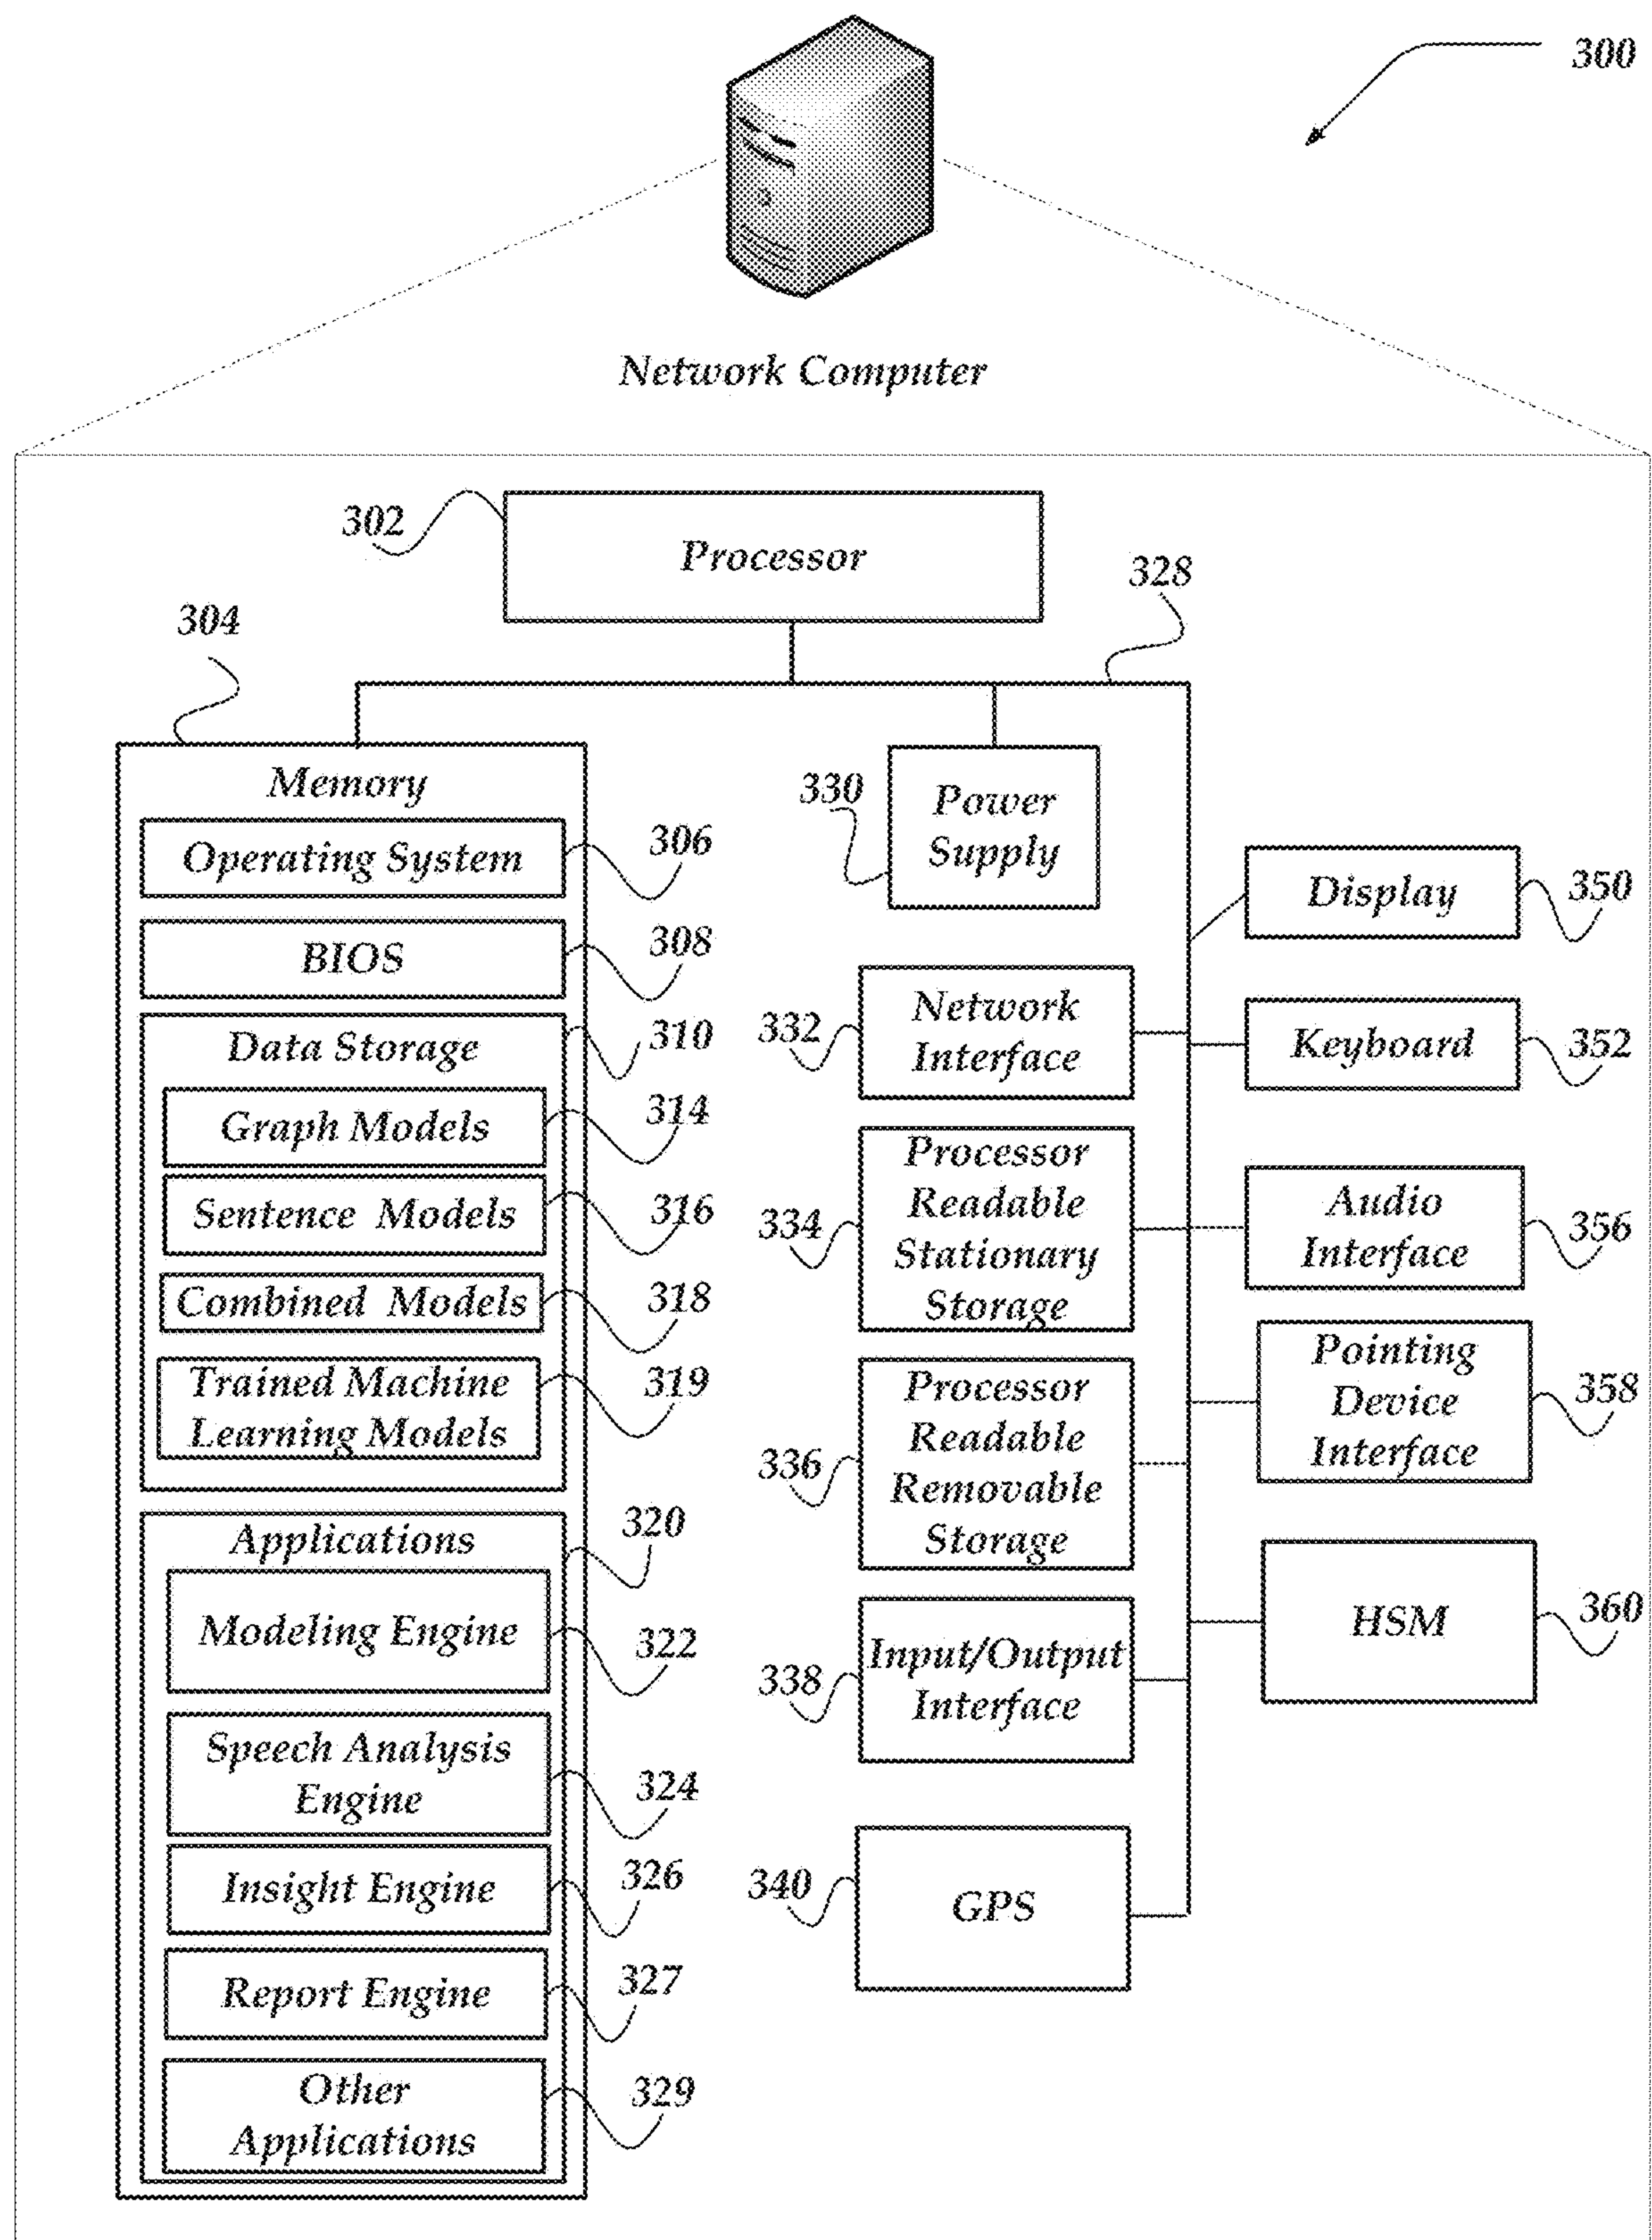 300
Network Computer
302
Processor
328
304
Memory
Operating System
306
BIOS
308
Data Storage
310
Graph Models
314
Sentence Models
316
Combined Models
318
Trained Machine
Learning Models
319
Applications
320
Modeling Engine
322
Speech Analysis
Engine
324
Insight Engine
326
Report Engine
327
Other
Applications
329
330
Power
Supply
332
Network
Interface
334
Processor
Readable
Stationary
Storage
336
Processor
Readable
Removable
Storage
338
Input/Output
Interface
340
GPS
Display
350
Keyboard
352
Audio
Interface
356
Pointing
Device
Interface
358
HSM
360